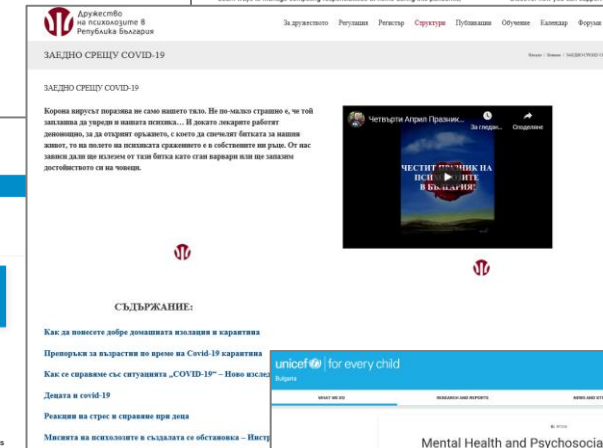 Дружество
на психолозите в
Република България
За дружеството Регулация Регистър Структури Публикации Обучение Календар Форуми
ЗАЕДНО СРЕЩУ COVID-19
ЗАЕДНО СРЕЩУ COVID-19
Корона вирусът поразява не само нашето тяло. Не по-малко страшно е, че той
заплашва да увреди и нашата психика… И докато лекарите работят
денонощно, за да открият оръжието, с което да спечелят битката за нашия
живот, то на полето на психиката сражението е в собствените ни ръце. От нас
зависи дали ще излезем от тази битка като сган варвари или ще запазим
достойнството си на човеци.
Четвърти Април Празник...
За гледан...
Споделяне
ЧЕСТИТ ПРАЗНИК НА
ПСИХОЛОЗИТЕ
В БЪЛГАРИЯ!
СЪДЪРЖАНИЕ:
Как да понесете добре домашната изолация и карантина
Препоръки за възрастни по време на Covid-19 карантина
Как се справяме със ситуацията „COVID-19“ – Ново
Децата и covid-19
Реакции на стрес и справяне при деца
Мисията на психолозите в създалата се обстановка –
unicef for every child
Bulgaria
WHAT WE DO
RESEARCH AND REPORTS
Mental Health and Psychosocia